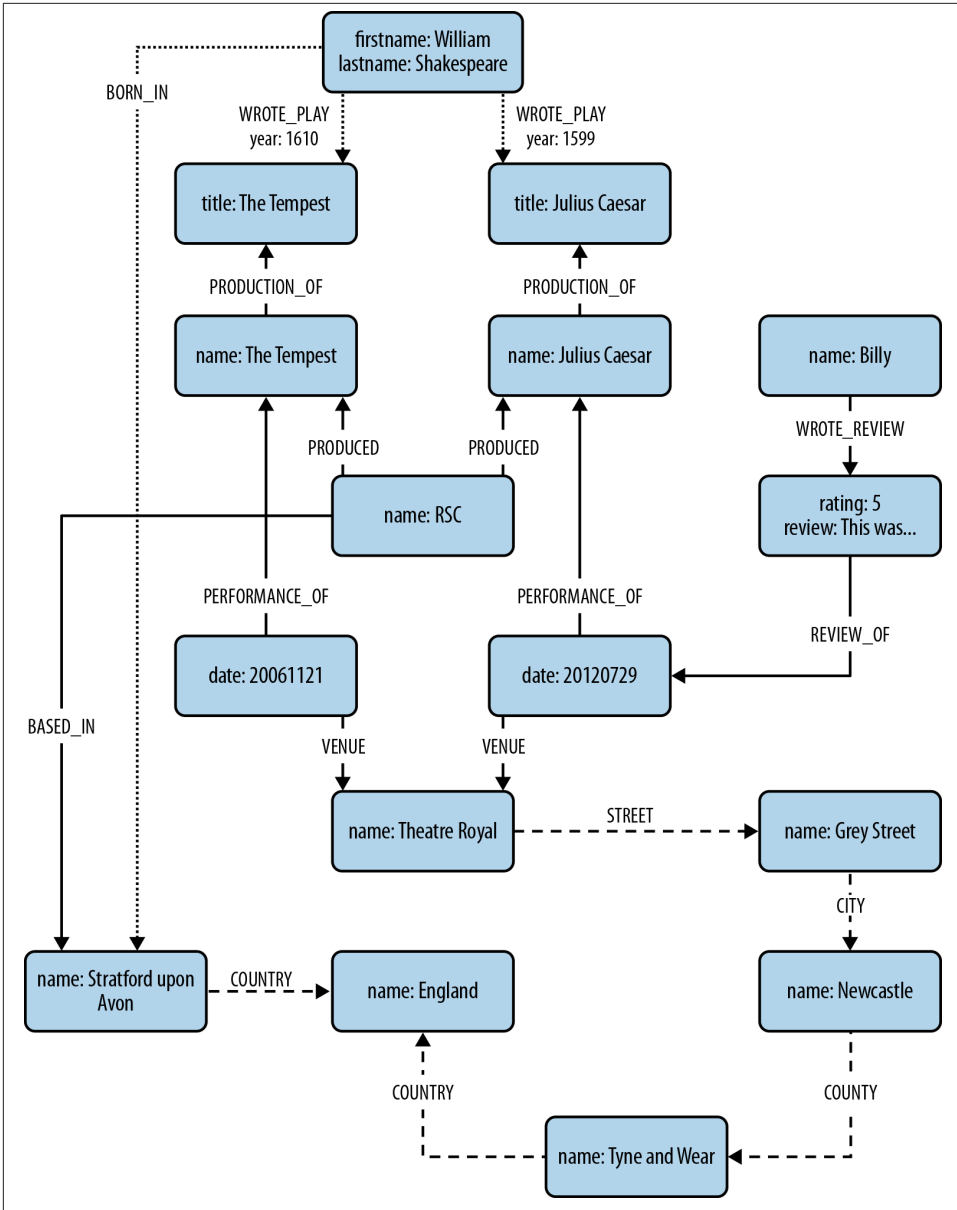 firstname: William
lastname: Shakespeare
BORN_IN
WROTE_PLAY
year: 1610
WROTE_PLAY
year: 1599
title: The Tempest
title: Julius Caesar
PRODUCTION_OF
PRODUCTION_OF
name: The Tempest
name: Julius Caesar
name: Billy
WROTE_REVIEW
PRODUCED
PRODUCED
name: RSC
rating: 5
review: This was...
PERFORMANCE_OF
PERFORMANCE_OF
REVIEW_OF
date: 20061121
date: 20120729
BASED_IN
VENUE
VENUE
name: Theatre Royal
STREET
name: Grey Street
CITY
name: Stratford upon
Avon
COUNTRY
name: England
name: Newcastle
COUNTRY
COUNTY
name: Tyne and Wear